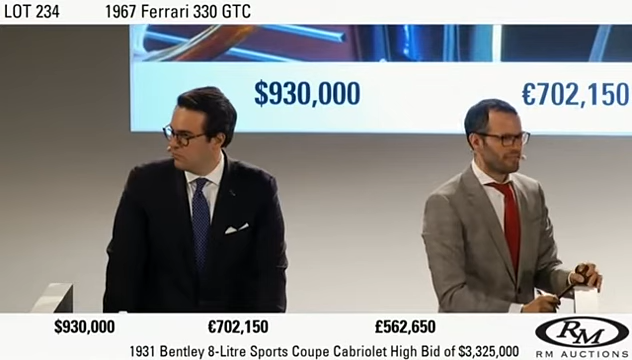 LOT 234 1967 Ferrari 330 GTC
$930,000 €702,150
$930,000 €702,150 £562,650
RM
RM AUCTIONS
1931 Bentley 8-Litre Sports Coupe Cabriolet High Bid of $3,325,000